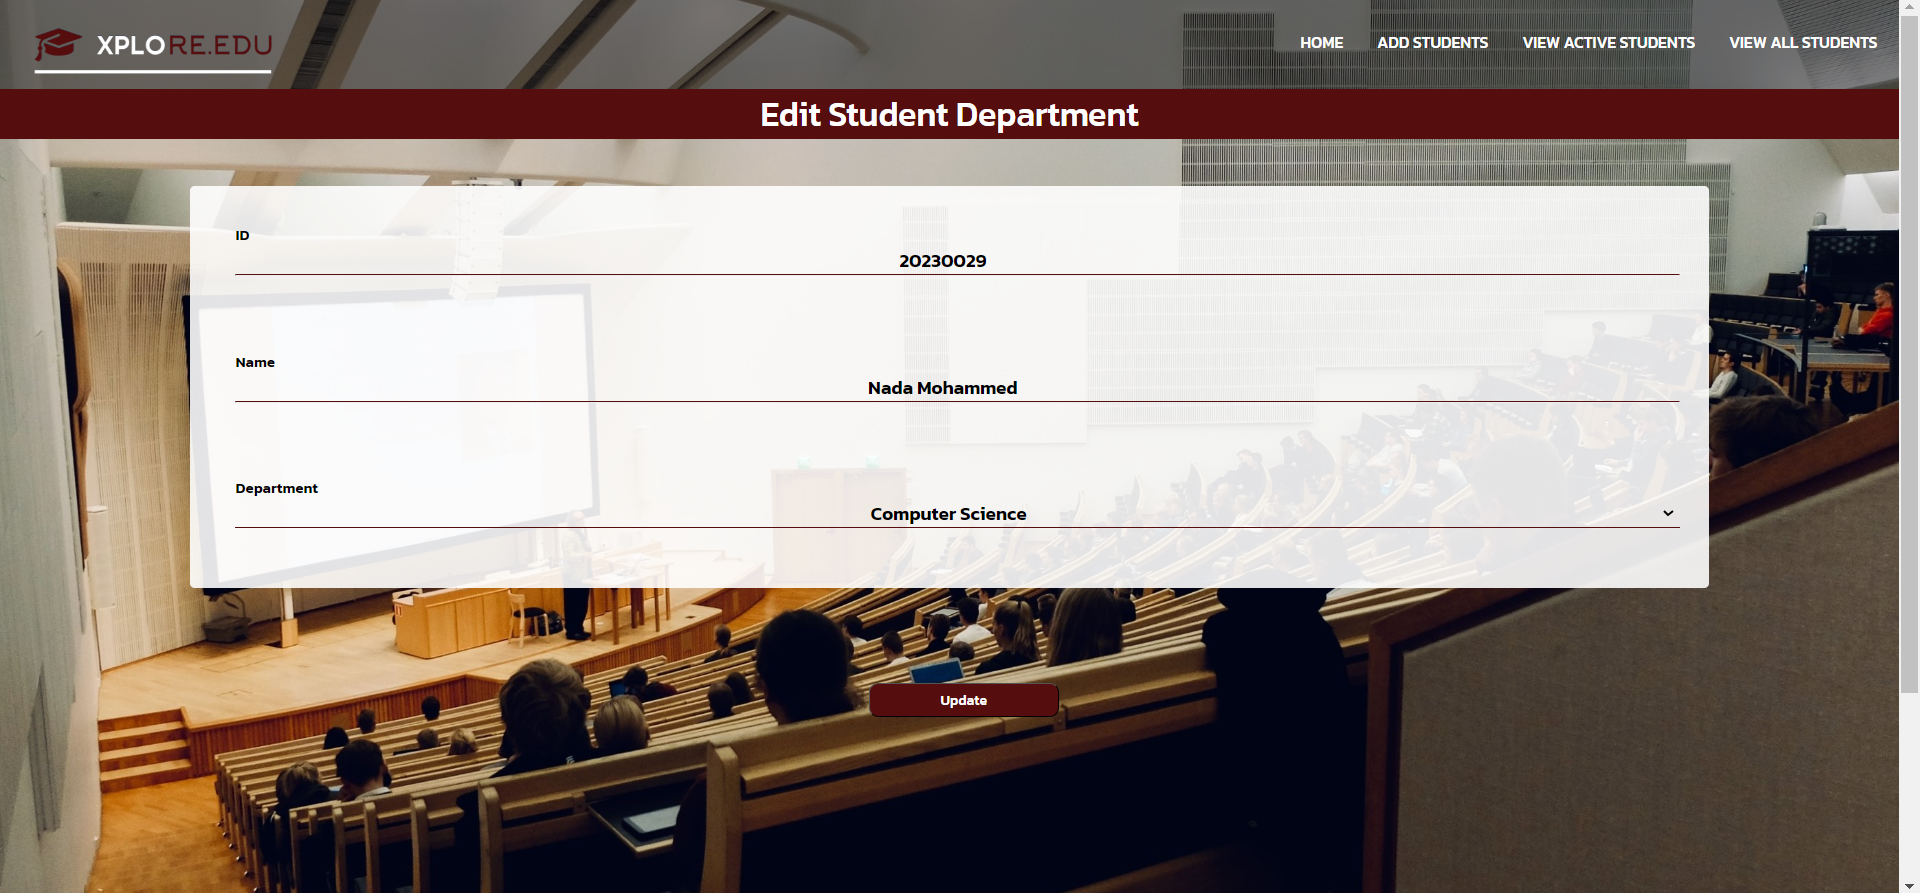 XPLORE.EDU
HOME ADD STUDENTS VIEW ACTIVE STUDENTS VIEW ALL STUDENTS
Edit Student Department
ID
20230029
Name
Nada Mohammed
Department
Computer Science
Update